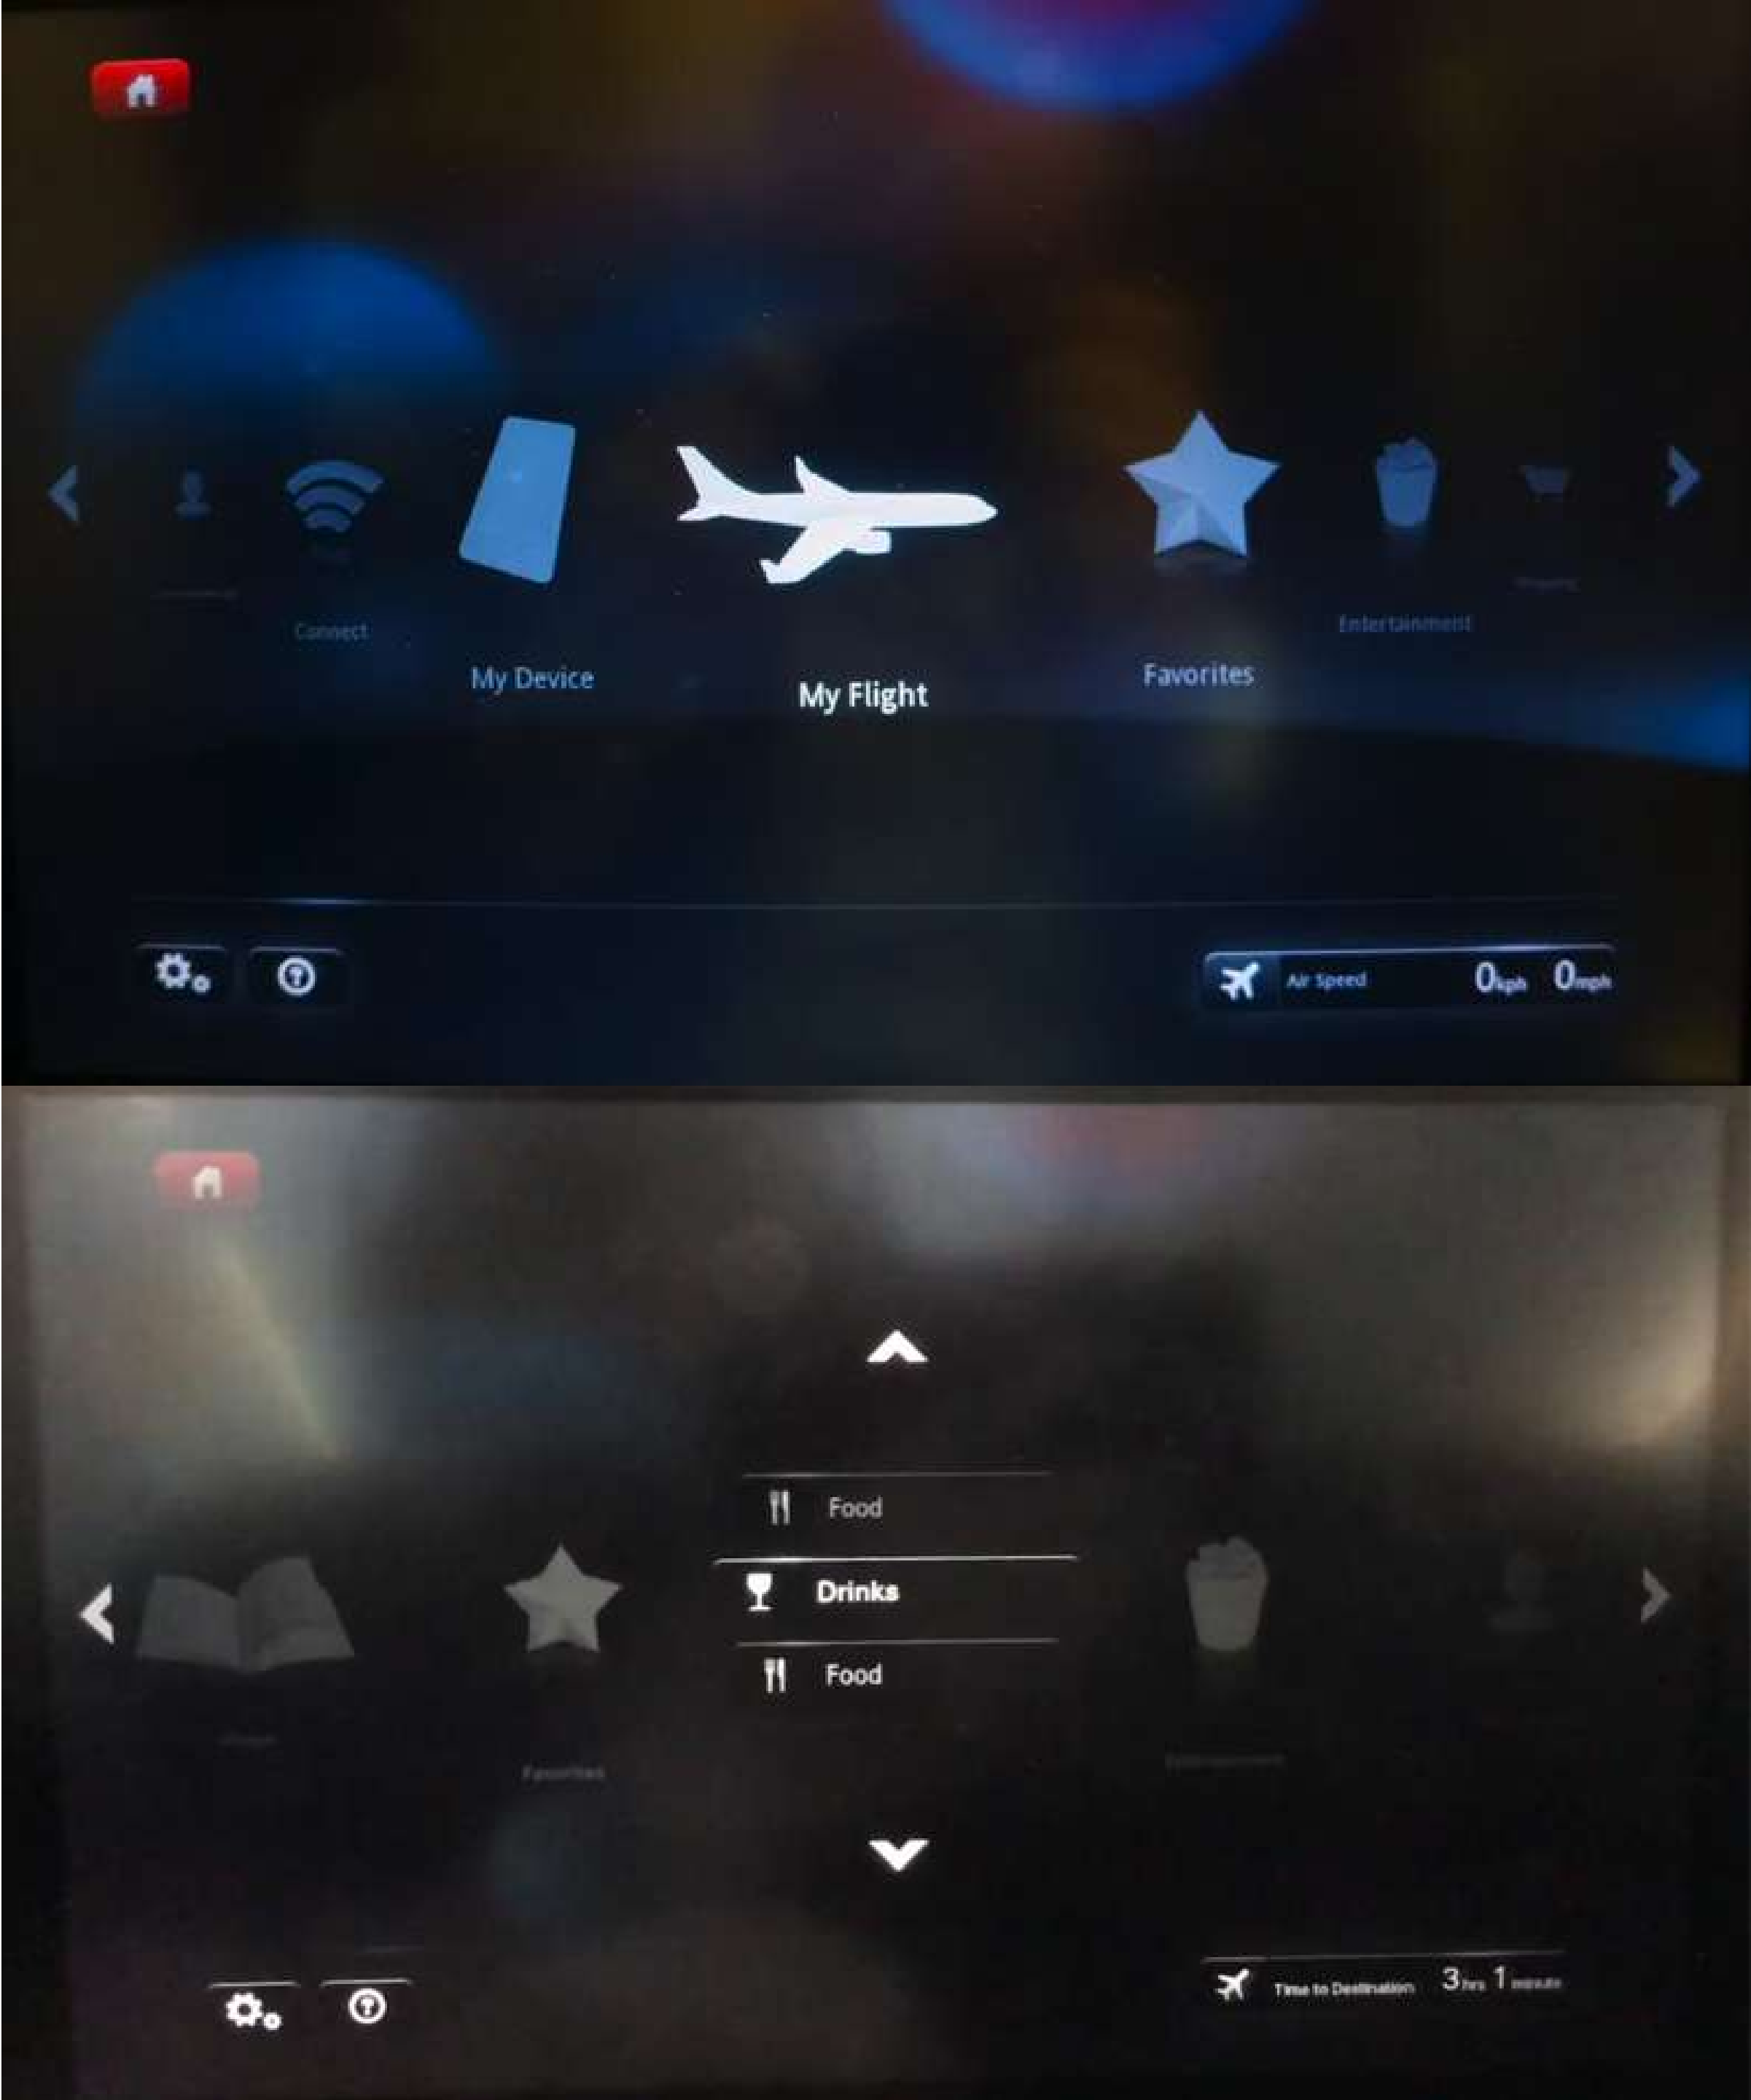 Entertainment
Connect
Favorites
My Device
My Flight
Air Speed 0kph 0mph
Food
Drinks
Food
Favorites
Time to Destination 3hrs 1minute